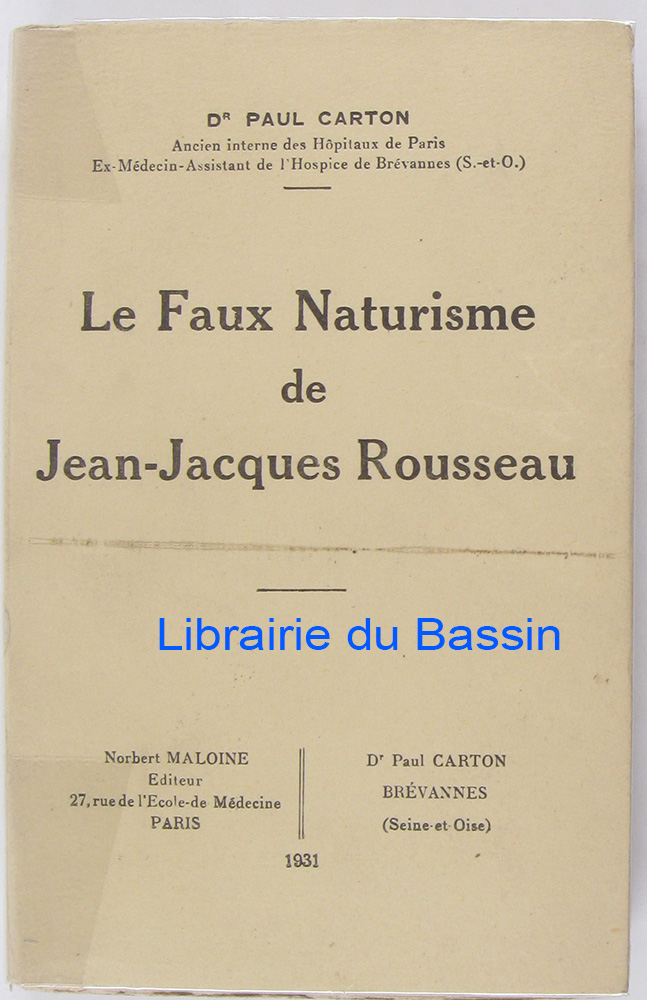 Dʳ PAUL CARTON
Ancien interne des Hôpitaux de Paris
Ex-Médecin-Assistant de l'Hospice de Brévannes (S.-et-O.)
Le Faux Naturisme
de
Jean-Jacques Rousseau
Librairie du Bassin
Norbert MALOINE
Editeur
27, rue de l'Ecole-de Médecine
PARIS
Dʳ Paul CARTON
BRÉVANNES
(Seine-et-Oise)
1931